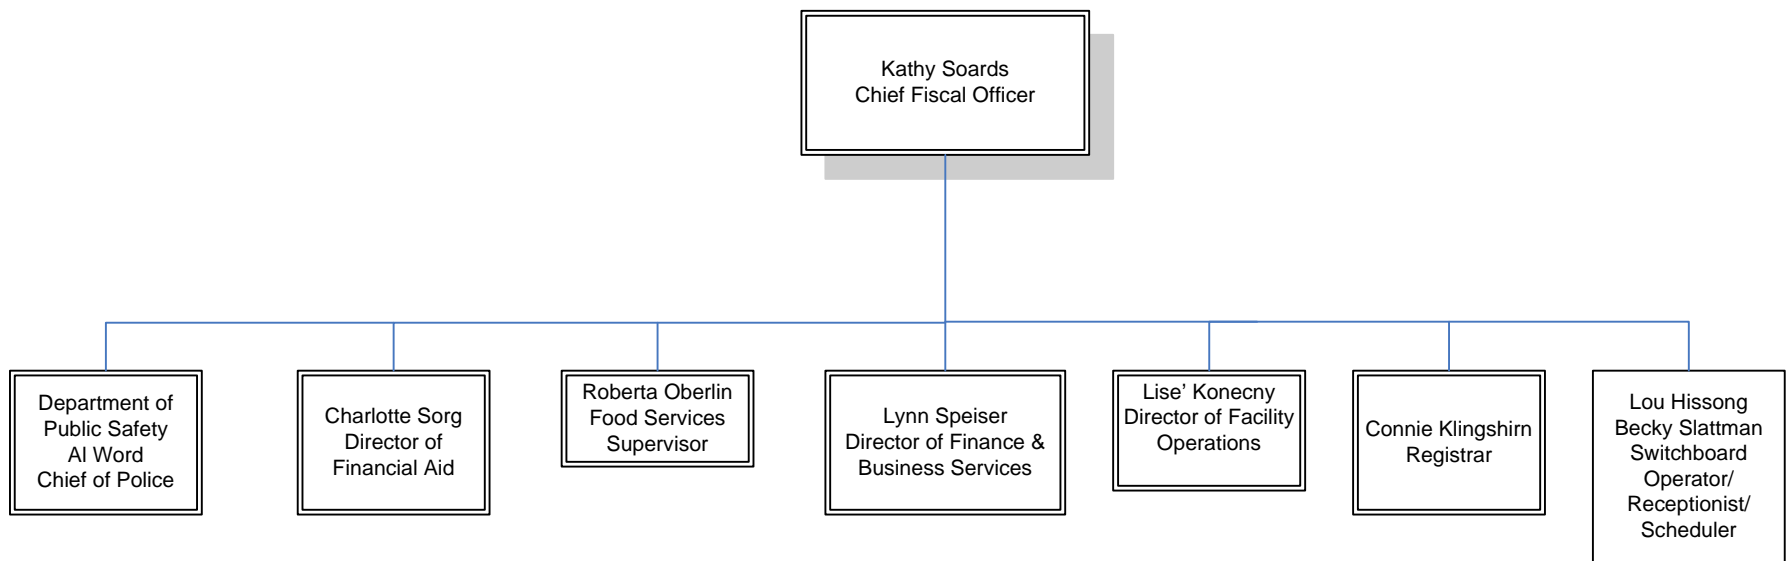 Kathy Soards
Chief Fiscal Officer
Department of
Public Safety
Al Word
Chief of Police
Charlotte Sorg
Director of
Financial Aid
Roberta Oberlin
Food Services
Supervisor
Lynn Speiser
Director of Finance &
Business Services
Lise’ Konecny
Director of Facility
Operations
Connie Klingshirn
Registrar
Lou Hissong
Becky Slattman
Switchboard
Operator/
Receptionist/
Scheduler